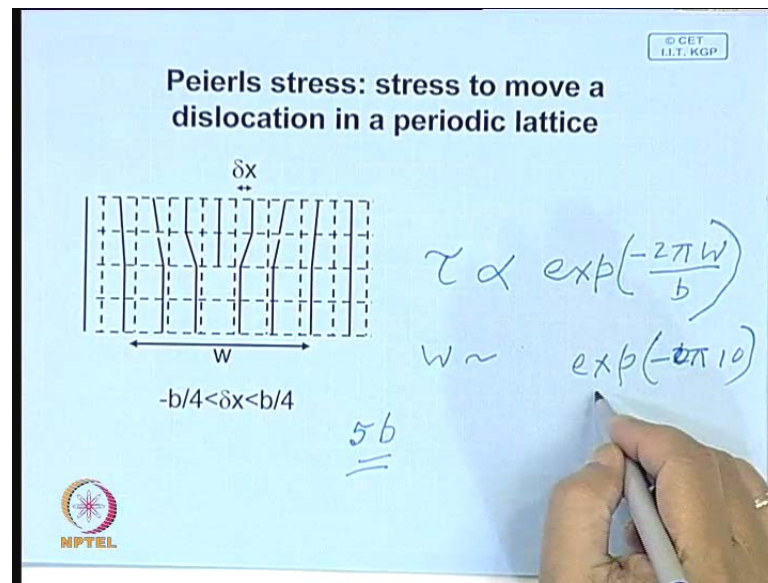 © CET
I.I.T. KGP
Peierls stress: stress to move a
dislocation in a periodic lattice
δx
W
-b/4<δx<b/4
τ ∝ exp(-2πW/b)
W ~ exp(-2π10)
5b
NPTEL